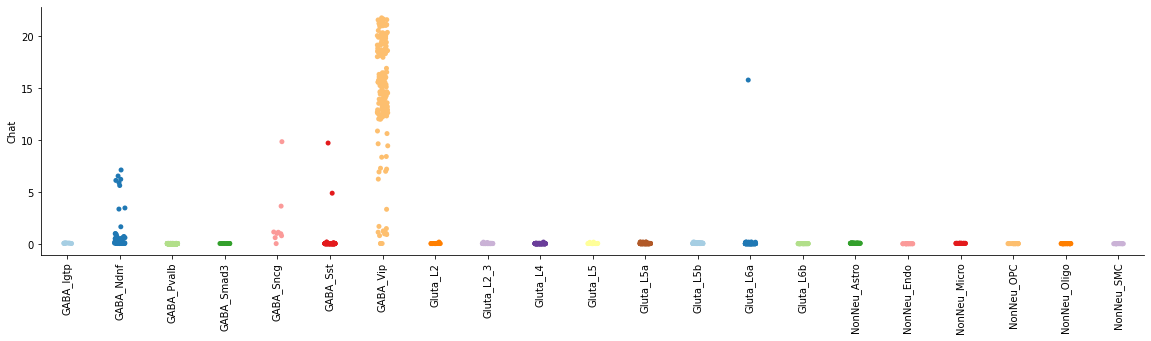 20
15
10
5
0
Chat
GABA_Igtp
GABA_Ndnf
GABA_Pvalb
GABA_Smad3
GABA_Sncg
GABA_Sst
GABA_Vip
Gluta_L2
Gluta_L2_3
Gluta_L4
Gluta_L5
Gluta_L5a
Gluta_L5b
Gluta_L6a
Gluta_L6b
NonNeu_Astro
NonNeu_Endo
NonNeu_Micro
NonNeu_OPC
NonNeu_Oligo
NonNeu_SMC